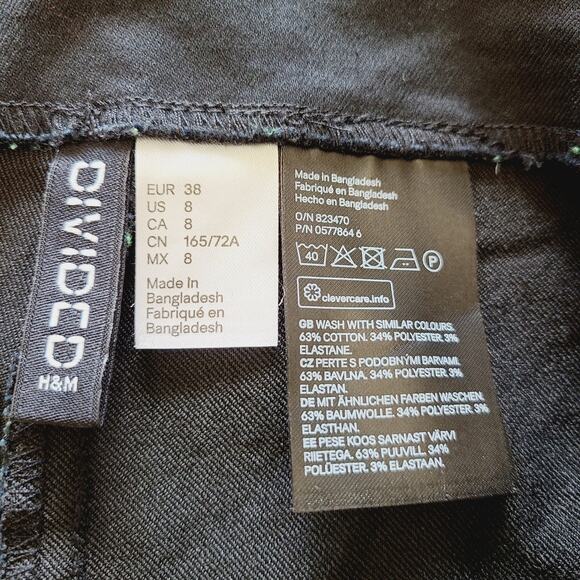 DIVIDED
H&M
EUR 38
US 8
CA 8
CN 165/72A
MX 8
Made In
Bangladesh
Fabriqué en
Bangladesh
Made in Bangladesh
Fabriqué en Bangladesh
Hecho en Bangladesh
O/N 823470
P/N 0577864 6
40
P
clevercare.info
GB WASH WITH SIMILAR COLOURS.
63% COTTON. 34% POLYESTER. 3%
ELASTANE.
CZ PERTE S PODOBNÝMI BARVAMI.
63% BAVLNA. 34% POLYESTER. 3%
ELASTAN.
DE MIT ÄHNLICHEN FARBEN WASCHEN.
63% BAUMWOLLE. 34% POLYESTER. 3%
ELASTHAN.
EE PESE KOOS SARNAST VÄRVI
RIIETEGA. 63% PUUVILL. 34%
POLÜESTER. 3% ELASTAAN.